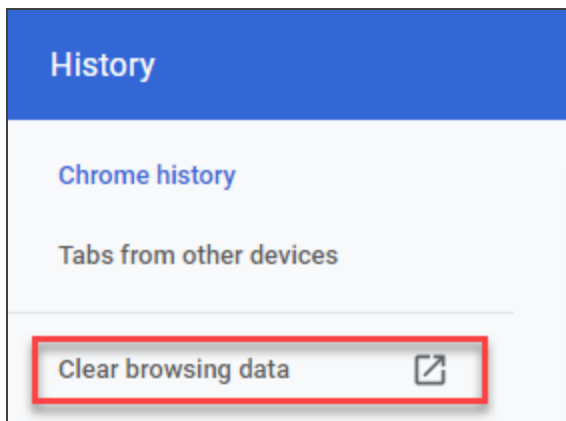 History
Chrome history
Tabs from other devices
Clear browsing data